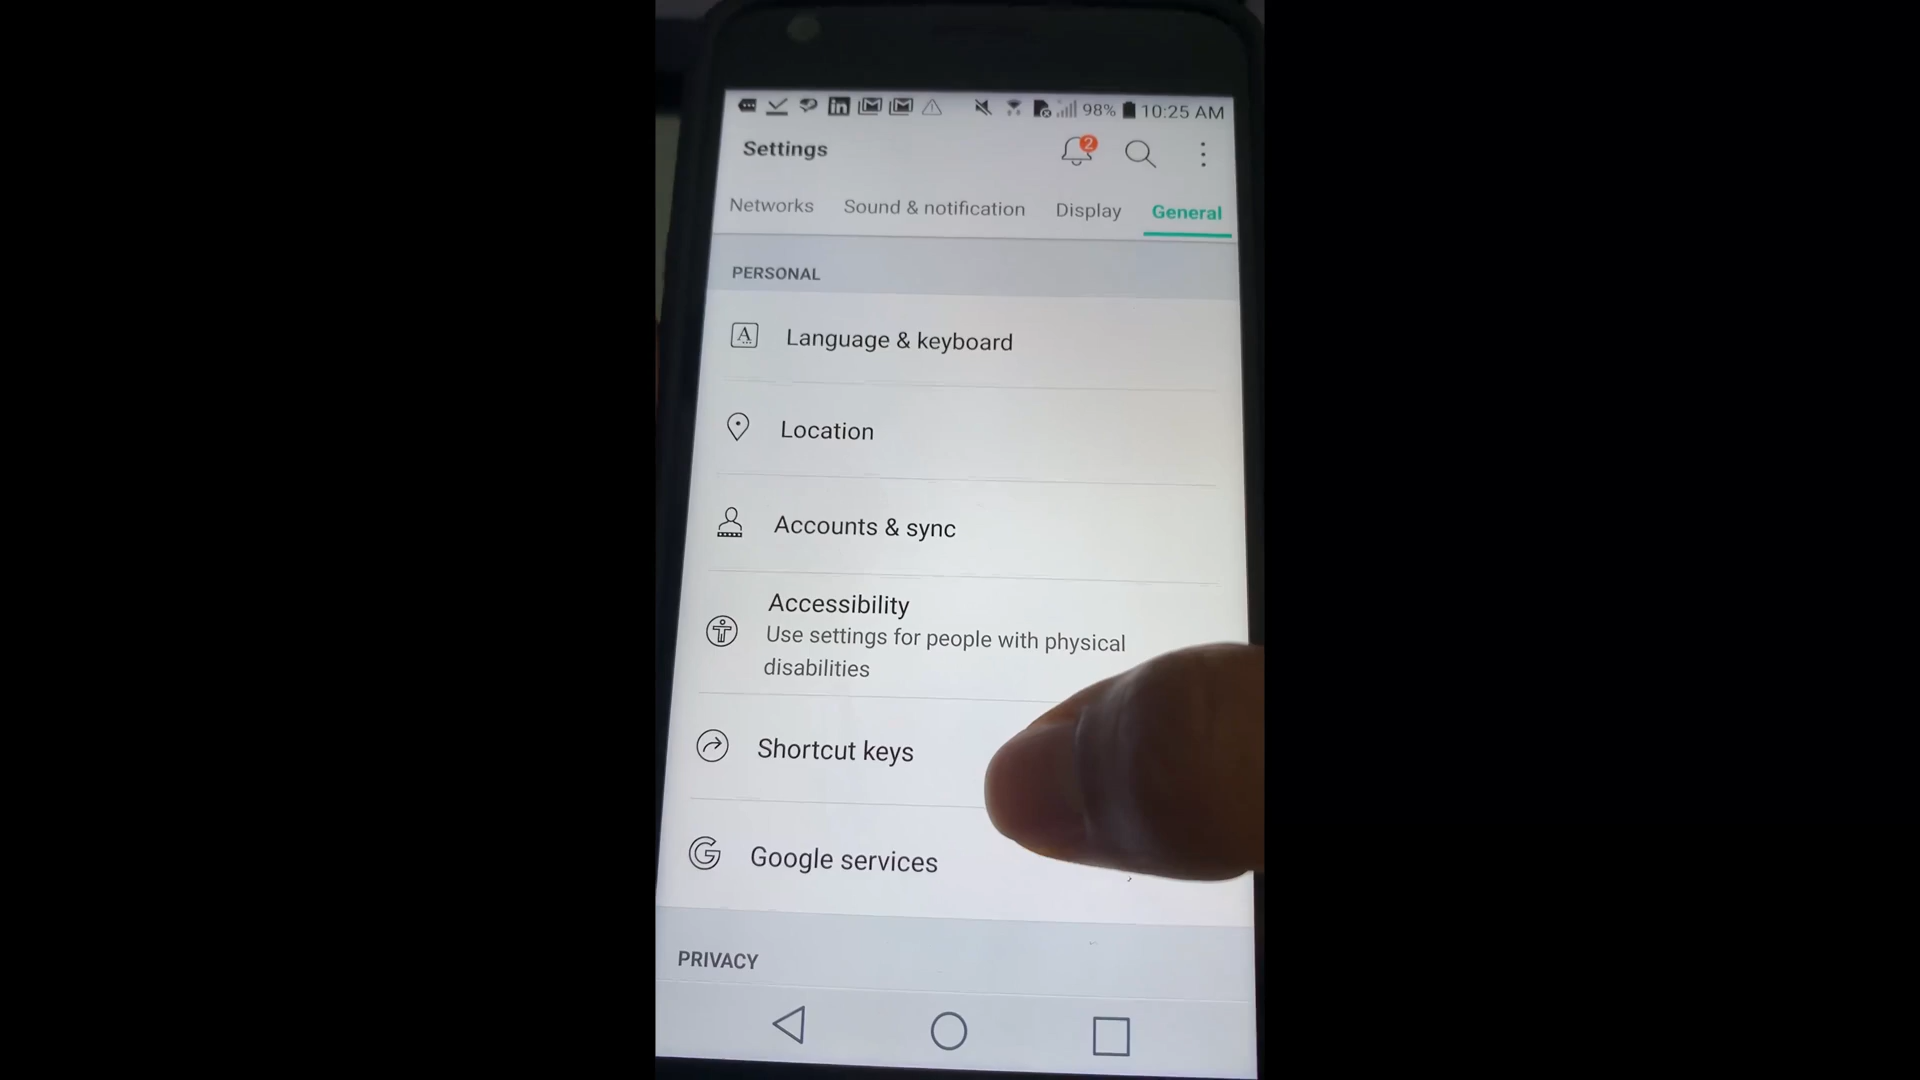 98% 10:25 AM
Settings
2
Networks Sound & notification Display General
PERSONAL
Language & keyboard
Location
Accounts & sync
Accessibility
Use settings for people with physical
disabilities
Shortcut keys
Google services
PRIVACY